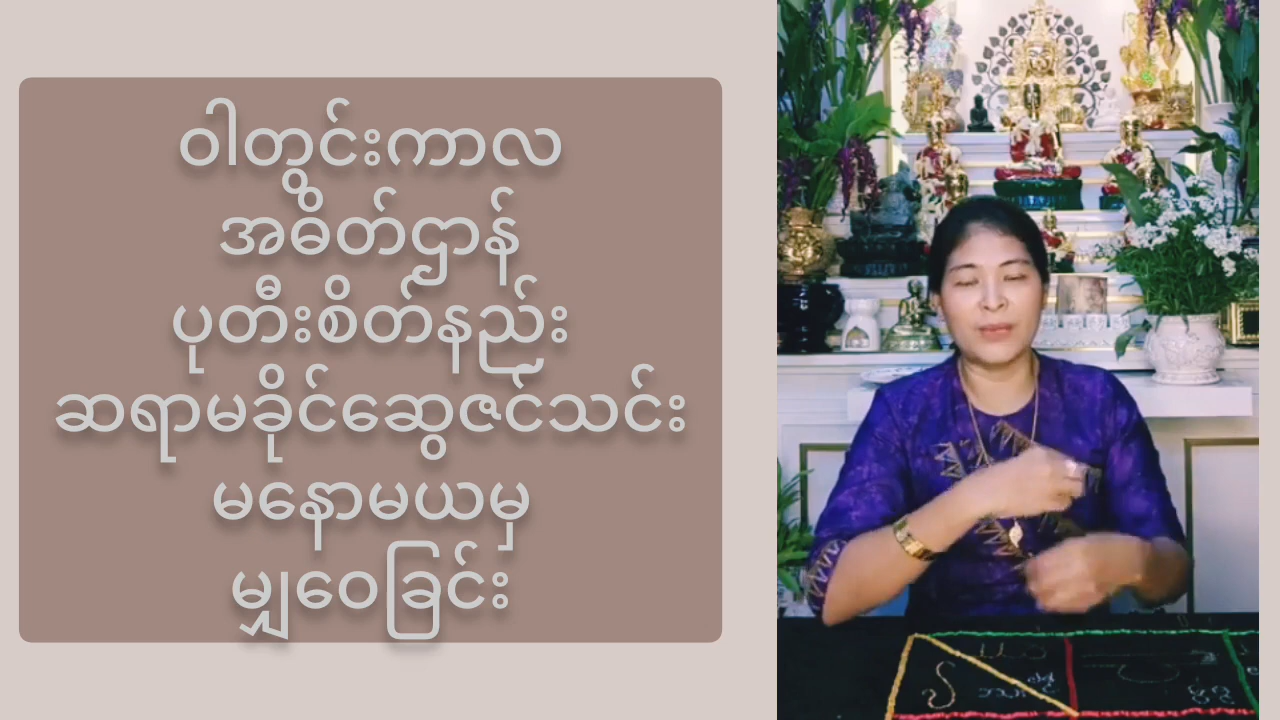 ဝါတွင်းကာလ
အဓိတ်ဌာန်
ပုတီးစိတ်နည်း
ဆရာမခိုင်ဆွေဇင်သင်း
မနောမယမှ
မျှဝေခြင်း